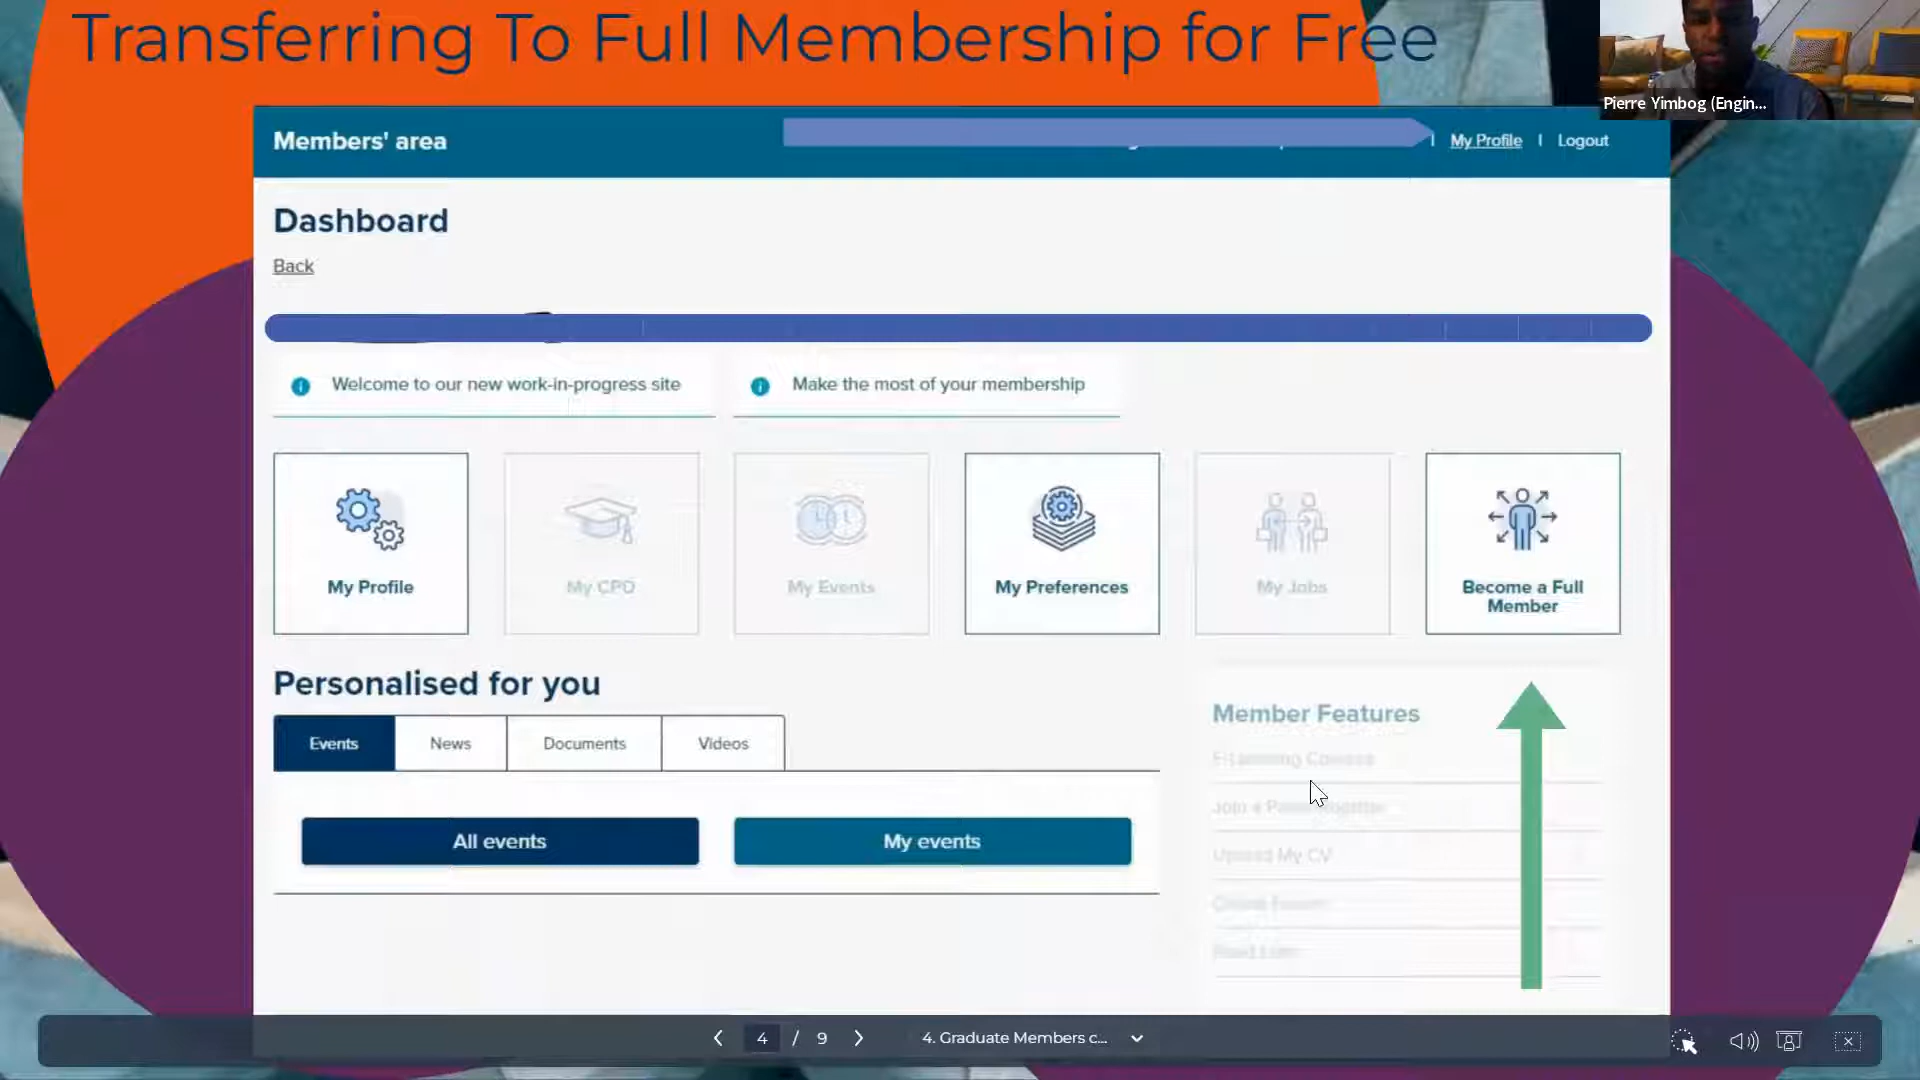 Transferring To Full Membership for Free
Pierre Yimbog (Engin...
Members' area
My Profile
Logout
Dashboard
Back
Welcome to our new work-in-progress site
Make the most of your membership
My Profile
My CPD
My Events
My Preferences
My Jobs
Become a Full
Member
Personalised for you
Events
News
Documents
Videos
All events
My events
Member Features
Upload My CV
4 / 9
4. Graduate Members c...